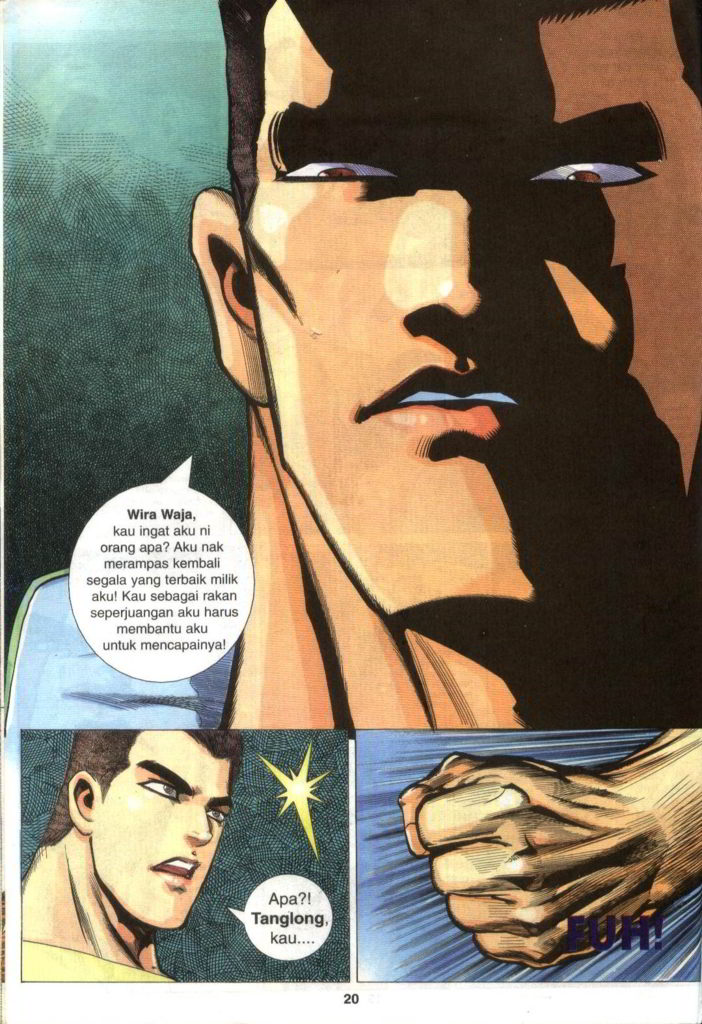 Wira Waja,
kau ingat aku ni
orang apa? Aku nak
merampas kembali
segala yang terbaik milik
aku! Kau sebagai rakan
seperjuangan aku harus
membantu aku
untuk mencapainya!
Apa?!
Tanglong,
kau....
FUH!
20